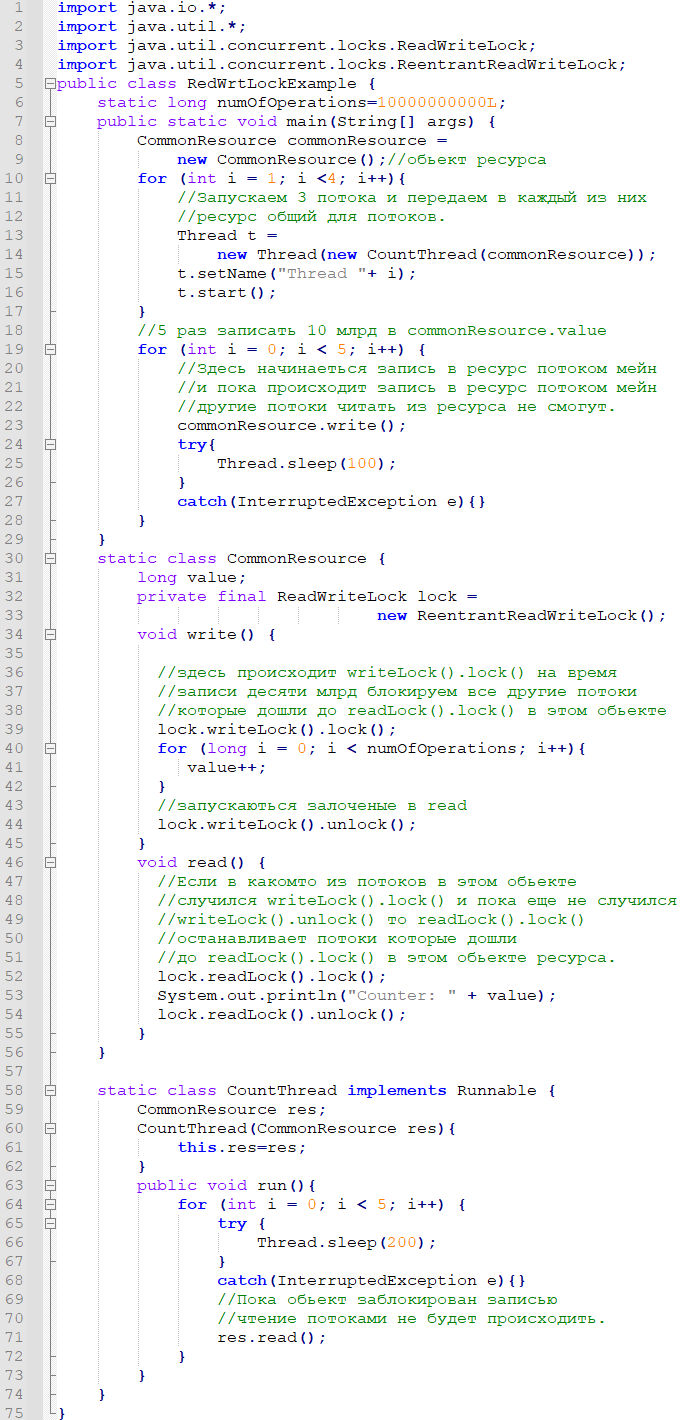 1 import java.io.*;
2 import java.util.*;
3 import java.util.concurrent.locks.ReadWriteLock;
4 import java.util.concurrent.locks.ReentrantReadWriteLock;
5 public class RedWrtLockExample {
6     static long numOfOperations=10000000000L;
7     public static void main(String[] args) {
8         CommonResource commonResource =
9             new CommonResource();//обьект ресурса
10         for (int i = 1; i <4; i++){
11             //Запускаем 3 потока и передаем в каждый из них
12             //ресурс общий для потоков.
13             Thread t =
14                 new Thread(new CountThread(commonResource));
15             t.setName("Thread "+ i);
16             t.start();
17         }
18         //5 раз записать 10 млрд в commonResource.value
19         for (int i = 0; i < 5; i++) {
20             //Здесь начинаеться запись в ресурс потоком мейн
21             //и пока происходит запись в ресурс потоком мейн
22             //другие потоки читать из ресурса не смогут.
23             commonResource.write();
24             try{
25                 Thread.sleep(100);
26             }
27             catch(InterruptedException e){}
28         }
29     }
30     static class CommonResource {
31         long value;
32         private final ReadWriteLock lock =
33                                 new ReentrantReadWriteLock();
34         void write() {
35
36           //здесь происходит writeLock().lock() на время
37           //записи десяти млрд блокируем все другие потоки
38           //которые дошли до readLock().lock() в этом обьекте
39           lock.writeLock().lock();
40           for (long i = 0; i < numOfOperations; i++){
41              value++;
42           }
43           //запускаються залоченые в read
44           lock.writeLock().unlock();
45         }
46         void read() {
47           //Если в какомто из потоков в этом обьекте
48           //случился writeLock().lock() и пока еще не случился
49           //writeLock().unlock() то readLock().lock()
50           //останавливает потоки которые дошли
51           //до readLock().lock() в этом обьекте ресурса.
52           lock.readLock().lock();
53           System.out.println("Counter: " + value);
54           lock.readLock().unlock();
55         }
56     }
57
58     static class CountThread implements Runnable {
59         CommonResource res;
60         CountThread(CommonResource res){
61             this.res=res;
62         }
63         public void run(){
64             for (int i = 0; i < 5; i++) {
65                 try {
66                     Thread.sleep(200);
67                 }
68                 catch(InterruptedException e){}
69                 //Пока обьект заблокирован записью
70                 //чтение потоками не будет происходить.
71                 res.read();
72             }
73         }
74     }
75 }